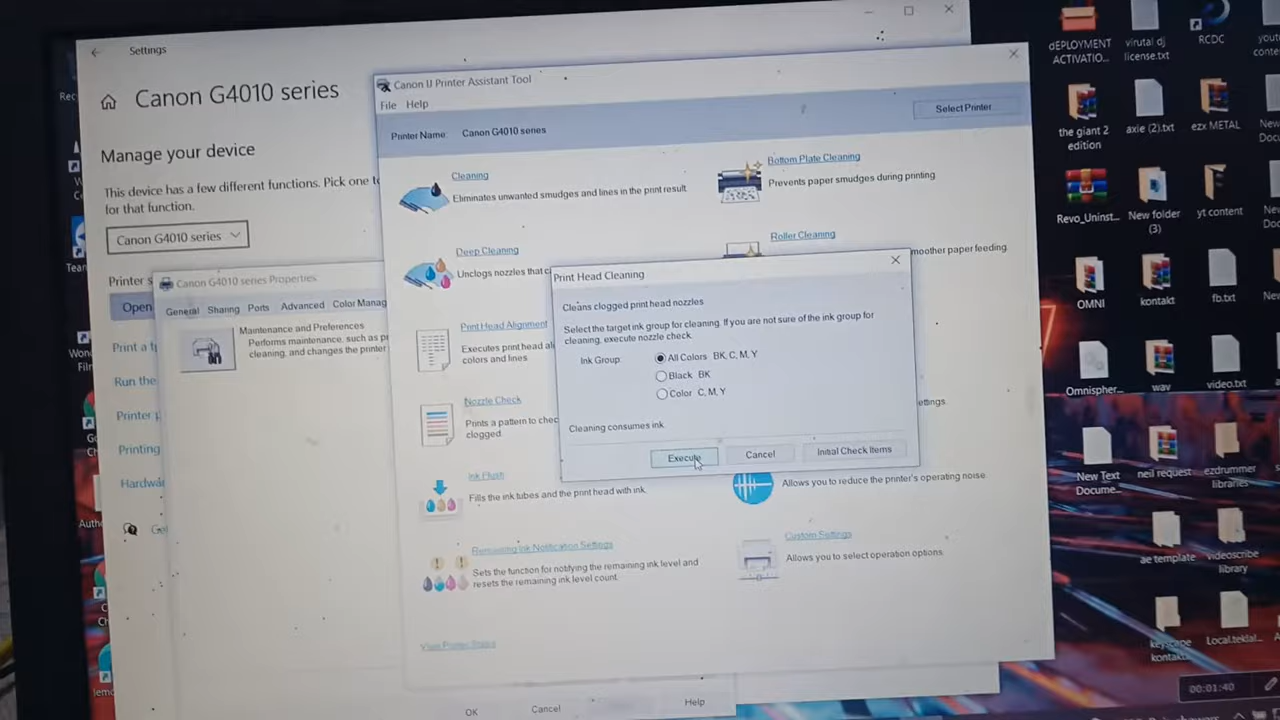 Settings
Canon G4010 series
Manage your device
This device has a few different functions. Pick one
for that function.
Canon G4010 series
Printer
Open
Print a
Run the
Printer
Printing
Canon G4010 series Properties
General Sharing Ports Advanced Color
Maintenance and Preferences
Performs maintenance, such as
cleaning, and changes the printer
OK Cancel Help
Canon IJ Printer Assistant Tool
File Help
Printer Name: Canon G4010 series
Select Printer
Cleaning
Eliminates unwanted smudges and lines in the print result.
Bottom Plate Cleaning
Prevents paper smudges during printing.
Deep Cleaning
Unclogs nozzles that
Roller Cleaning
paper feeding.
Print Head Alignment
Executes print head
colors and lines
Nozzle Check
Prints a pattern to
clogged
Ink Flush
Fills the ink tubes and the print head with ink.
Allows you to reduce the printer's operating noise.
Remaining Ink Notification Settings
Sets the function for notifying the remaining ink level and
resets the remaining ink level count.
Custom Settings
Allows you to select operation options.
View Printer Status
Print Head Cleaning
Cleans clogged print head nozzles
Select the target ink group for cleaning. If you are not sure of the ink group for
cleaning, execute nozzle check.
Ink Group:
All Colors BK, C, M, Y
Black BK
Color C, M, Y
Cleaning consumes ink.
Execute Cancel Initial Check Items
dEPLOYMENT
ACTIVATIO...
virutal dj
license.txt
RCDC
the giant 2
edition
axie (2).txt
ezx METAL
Revo_Uninst...
New folder
(3)
yt content
OMNI
kontakt
fb.txt
Omnispher...
wav
video.txt
New Text
Docume...
neil request
ezdrummer
libraries
ae template
videoscribe
library
keyscape
kontakt
00:01:40